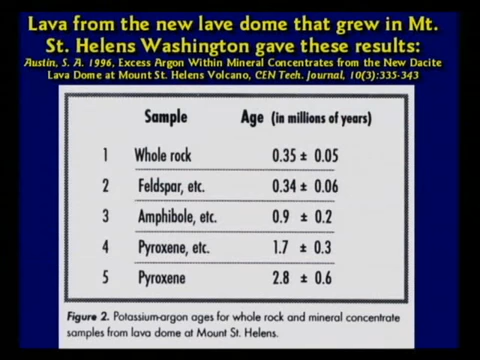 Lava from the new lave dome that grew in Mt.
St. Helens Washington gave these results:
Austin, S. A. 1996, Excess Argon Within Mineral Concentrates from the New Dacite
Lava Dome at Mount St. Helens Volcano, CEN Tech. Journal, 10(3):335-343
Sample Age (in millions of years)
1 Whole rock 0.35 ± 0.05
2 Feldspar, etc. 0.34 ± 0.06
3 Amphibole, etc. 0.9 ± 0.2
4 Pyroxene, etc. 1.7 ± 0.3
5 Pyroxene 2.8 ± 0.6
Figure 2. Potassium-argon ages for whole rock and mineral concentrate
samples from lava dome at Mount St. Helens.